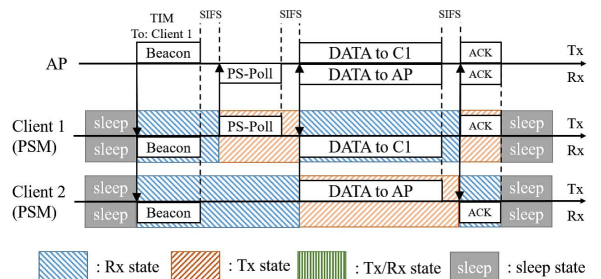 TIM
To: Client 1
SIFS
SIFS
SIFS
Beacon
DATA to C1
ACK
Tx
AP
PS-Poll
DATA to AP
ACK
Rx
Client 1
(PSM)
sleep
PS-Poll
ACK
sleep
Tx
sleep
Beacon
DATA to C1
sleep
Rx
Client 2
(PSM)
sleep
DATA to AP
sleep
Tx
sleep
Beacon
ACK
sleep
Rx
: Rx state
: Tx state
: Tx/Rx state
sleep : sleep state